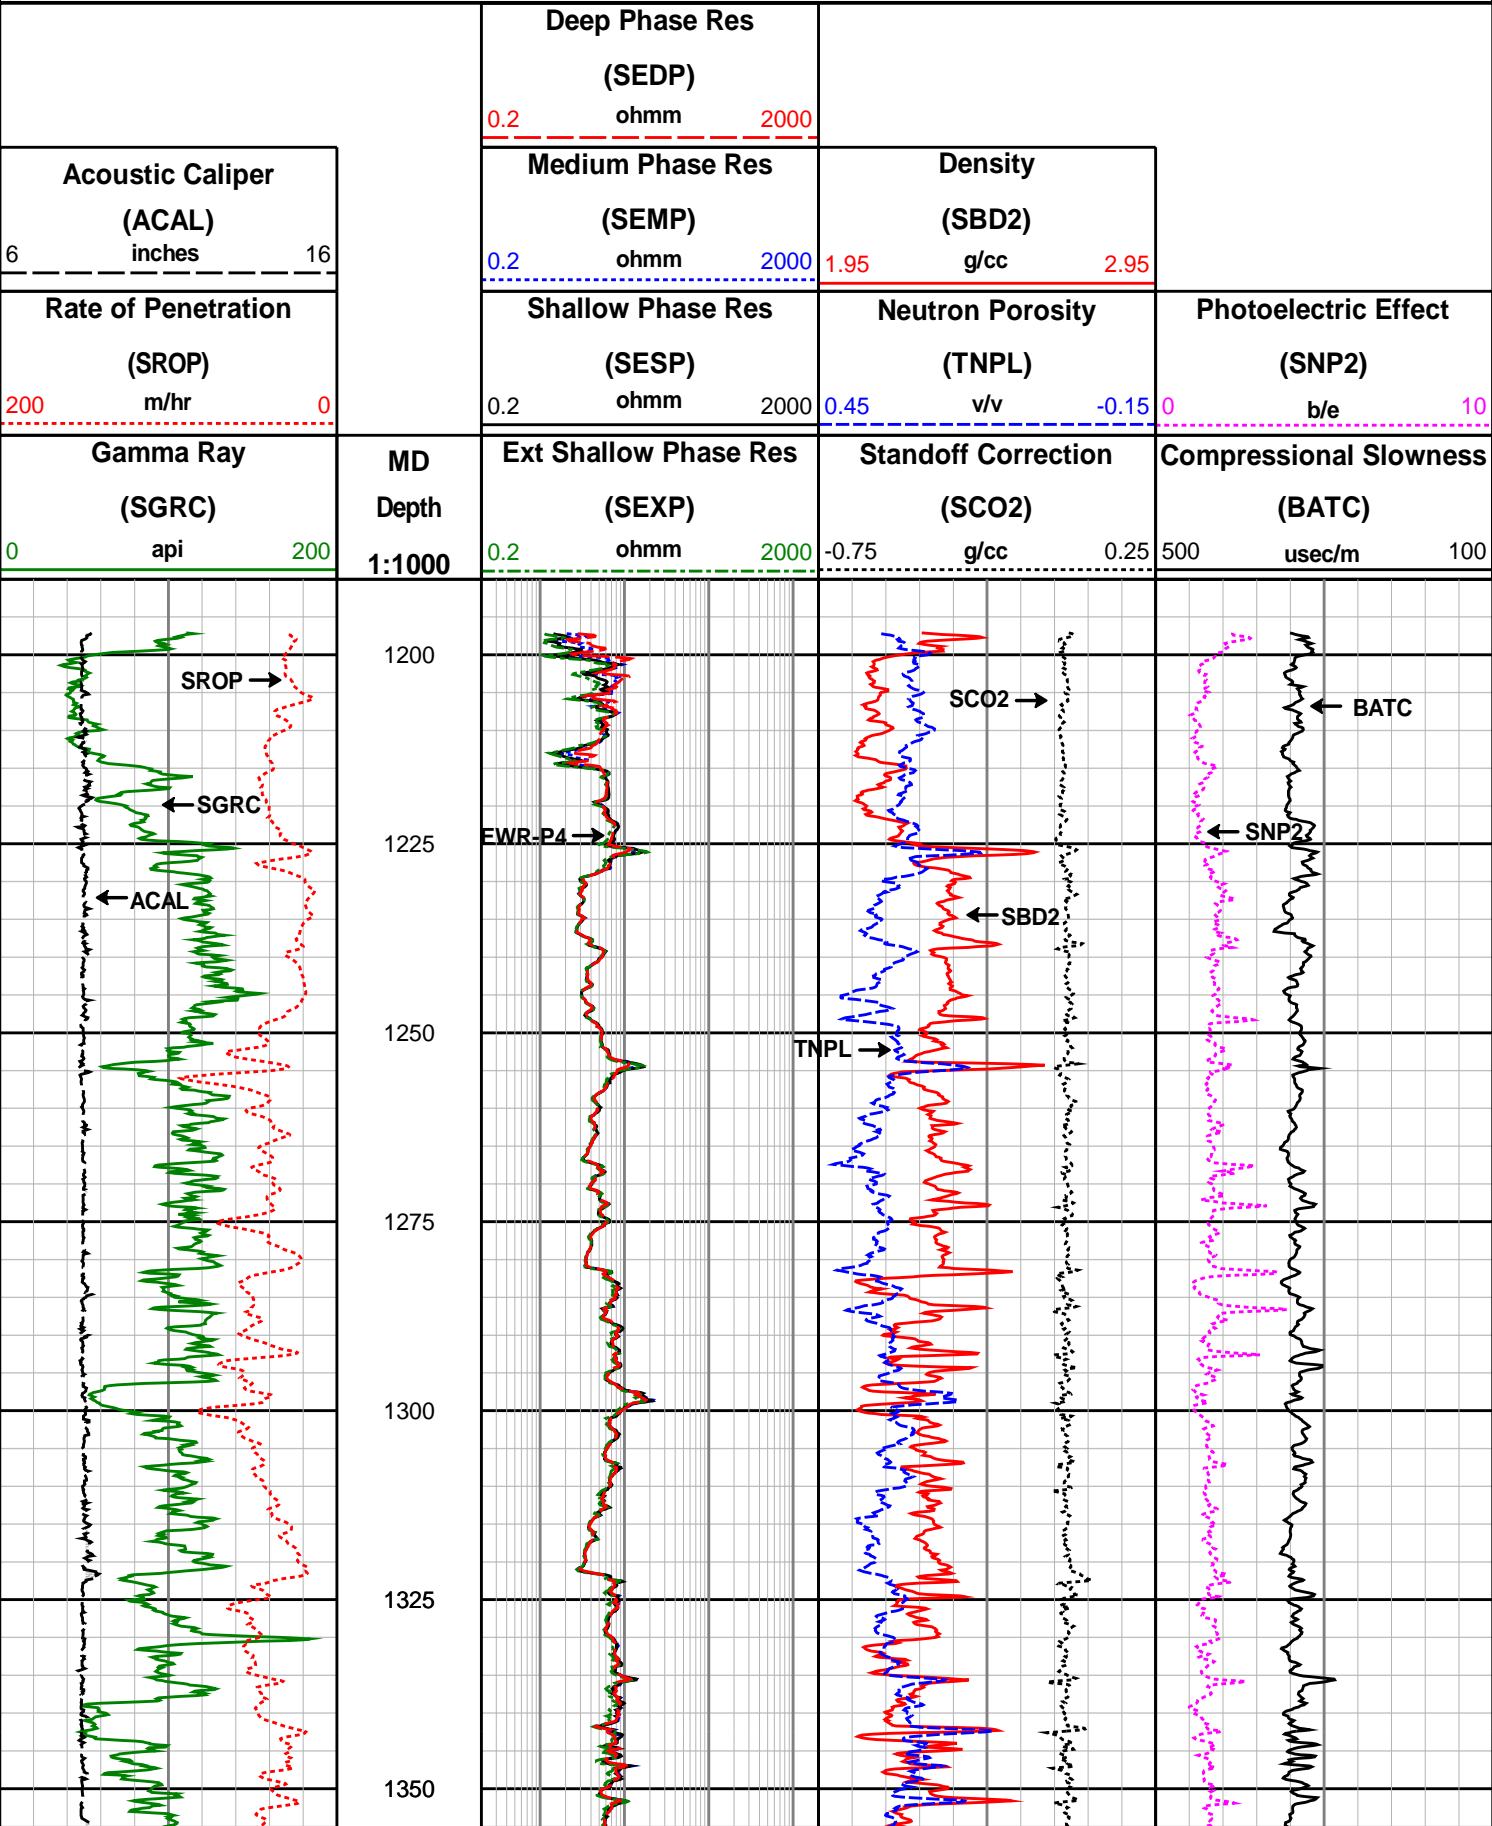 Deep Phase Res
(SEDP)
0.2 ohmm 2000
Acoustic Caliper
(ACAL)
6 inches 16
Medium Phase Res
(SEMP)
0.2 ohmm 2000
Density
(SBD2)
1.95 g/cc 2.95
Rate of Penetration
(SROP)
200 m/hr 0
Shallow Phase Res
(SESP)
0.2 ohmm 2000
Neutron Porosity
(TNPL)
0.45 v/v -0.15
Photoelectric Effect
(SNP2)
0 b/e 10
Gamma Ray
(SGRC)
0 api 200
MD
Depth
1:1000
Ext Shallow Phase Res
(SEXP)
0.2 ohmm 2000
Standoff Correction
(SCO2)
-0.75 g/cc 0.25
Compressional Slowness
(BATC)
500 usec/m 100
1200
SROP
SCO2
BATC
SGRC
EWR-P4
SNP2
1225
ACAL
SBD2
1250
TNPL
1275
1300
1325
1350